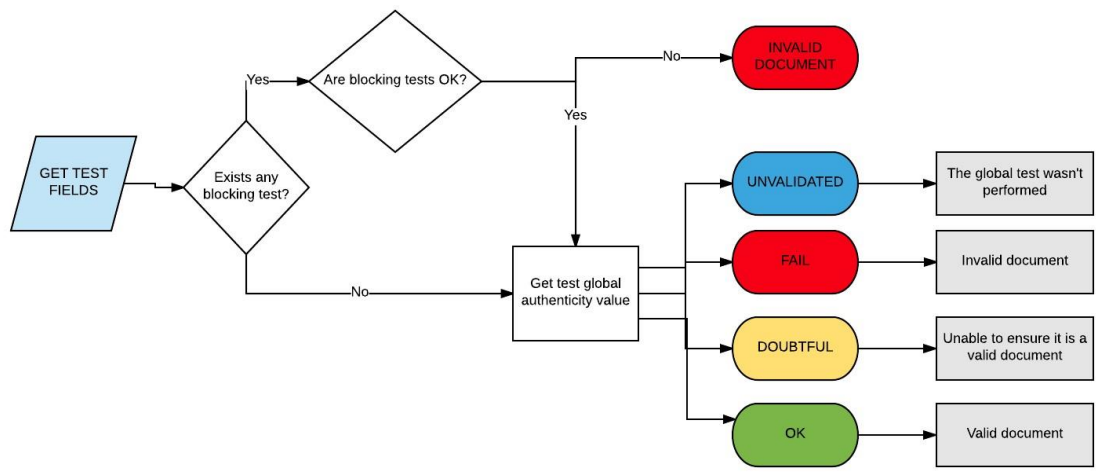 GET TEST
FIELDS
Exists any
blocking test?
Yes
No
Are blocking tests OK?
No
Yes
INVALID
DOCUMENT
Get test global
authenticity value
UNVALIDATED
The global test wasn't
performed
FAIL
Invalid document
DOUBTFUL
Unable to ensure it is a
valid document
OK
Valid document